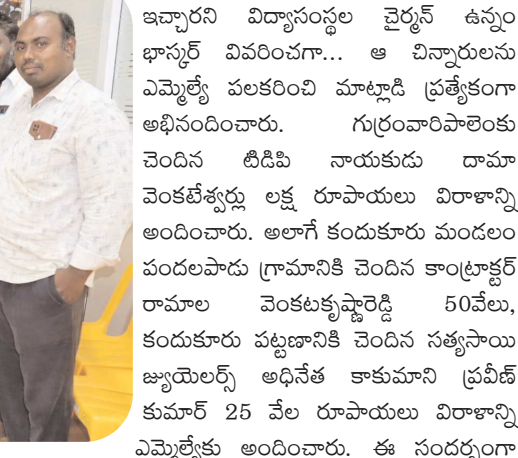 ఇచ్చారని విద్యాసంస్థల చైర్మన్ ఉన్నం
భాస్కర్ వివరించగా... ఆ చిన్నారులను
ఎమ్మెల్యే పలకరించి మాట్లాడి ప్రత్యేకంగా
అభినందించారు. గుర్రంవారిపాలెంకు
చెందిన టిడిపి నాయకుడు దామా
వెంకటేశ్వర్లు లక్ష రూపాయలు విరాళాన్ని
అందించారు. అలాగే కందుకూరు మండలం
పందలపాడు గ్రామానికి చెందిన కాంట్రాక్టర్
రామాల వెంకటకృష్ణారెడ్డి 50వేలు,
కందుకూరు పట్టణానికి చెందిన సత్యసాయి
జ్యుయెలర్స్ అధినేత కాకుమాని ప్రవీణ్
కుమార్ 25 వేల రూపాయలు విరాళాన్ని
ఎమ్మెల్యేకు అందించారు. ఈ సందర్భంగా